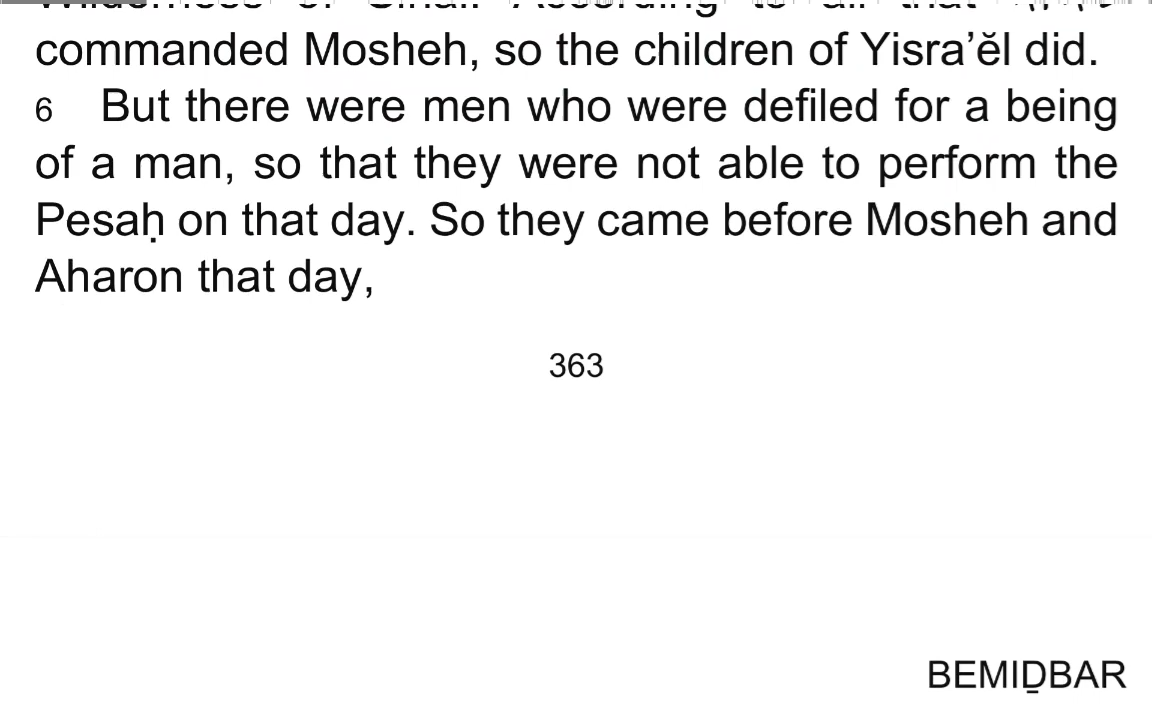 commanded Mosheh, so the children of Yisra’ĕl did.
6 But there were men who were defiled for a being
of a man, so that they were not able to perform the
Pesaḥ on that day. So they came before Mosheh and
Aharon that day,
363
BEMIḎBAR